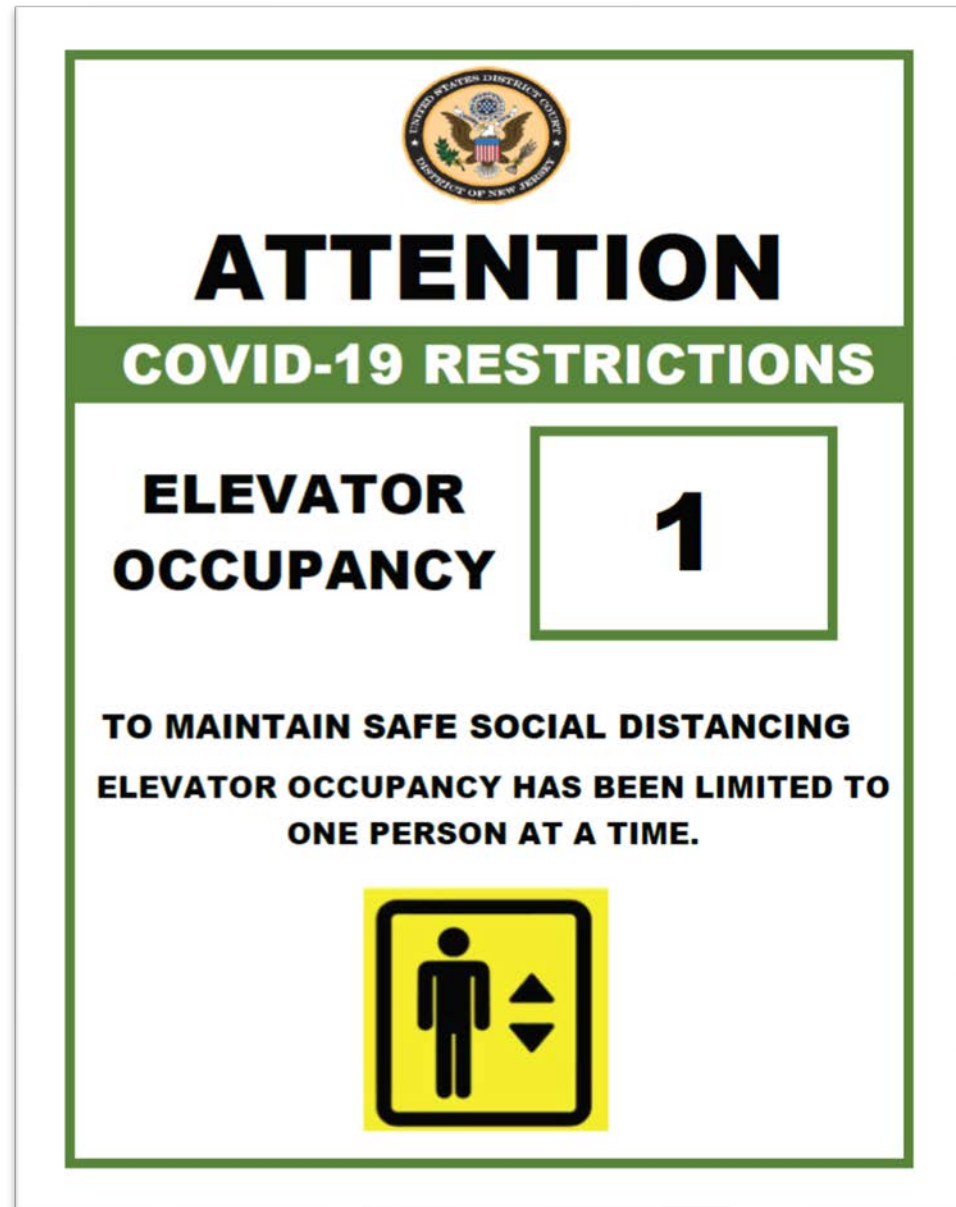 UNITED STATES DISTRICT COURT
DISTRICT OF NEW JERSEY
ATTENTION
COVID-19 RESTRICTIONS
ELEVATOR
OCCUPANCY
1
TO MAINTAIN SAFE SOCIAL DISTANCING
ELEVATOR OCCUPANCY HAS BEEN LIMITED TO
ONE PERSON AT A TIME.